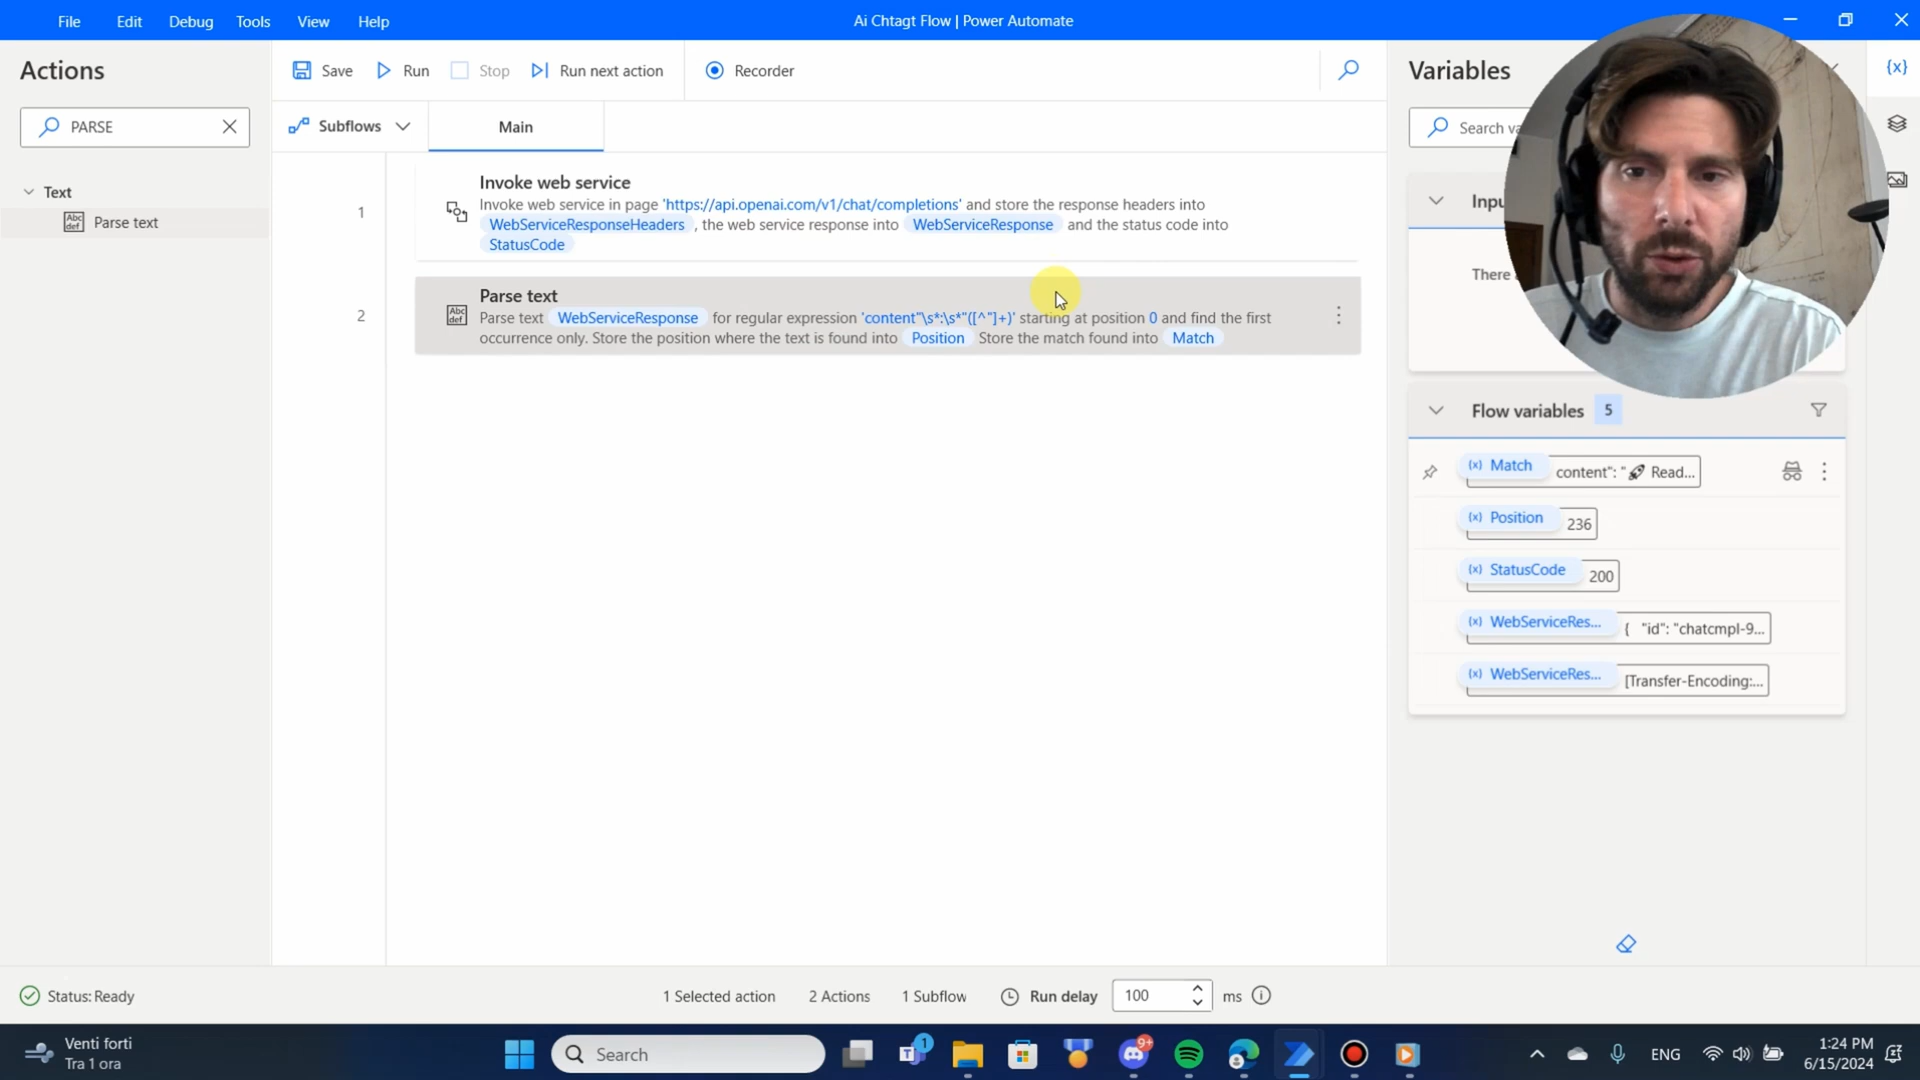 File Edit Debug Tools View Help
Ai Chtagt Flow | Power Automate
Actions
PARSE
Text
Abc def Parse text
Save Run Stop Run next action Recorder
Subflows Main
1
Invoke web service
Invoke web service in page 'https://api.openai.com/v1/chat/completions' and store the response headers into
WebServiceResponseHeaders , the web service response into WebServiceResponse and the status code into
StatusCode
2
Abc def
Parse text
Parse text WebServiceResponse for regular expression 'content"\s*:\s*"([^"]+)' starting at position 0 and find the first
occurrence only. Store the position where the text is found into Position Store the match found into Match
Variables {x}
Search
Flow variables 5
(x) Match content": "🚀 Read...
(x) Position 236
(x) StatusCode 200
(x) WebServiceRes... { "id": "chatcmpl-9...
(x) WebServiceRes... [Transfer-Encoding:...
Status: Ready 1 Selected action 2 Actions 1 Subflow Run delay 100 ms
Venti forti
Tra 1 ora
Search
1
9+
ENG
1:24 PM
6/15/2024